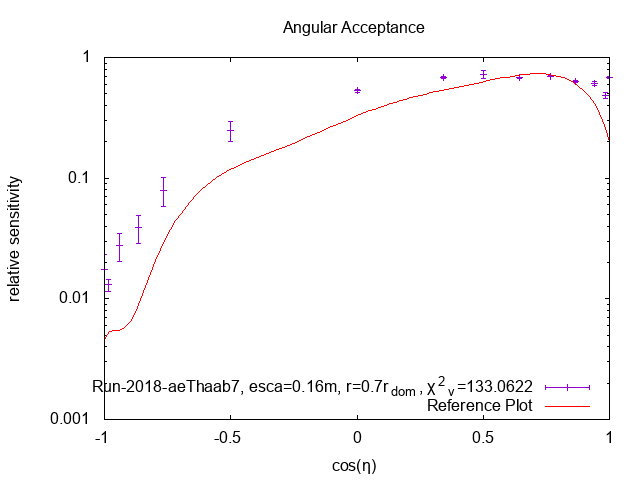 Angular Acceptance
relative sensitivity
1
0.1
0.01
0.001
Run-2018-aeThaab7, esca=0.16m, r=0.7r_dom, χ²_v=133.0622
Reference Plot
-1 -0.5 0 0.5 1
cos(η)